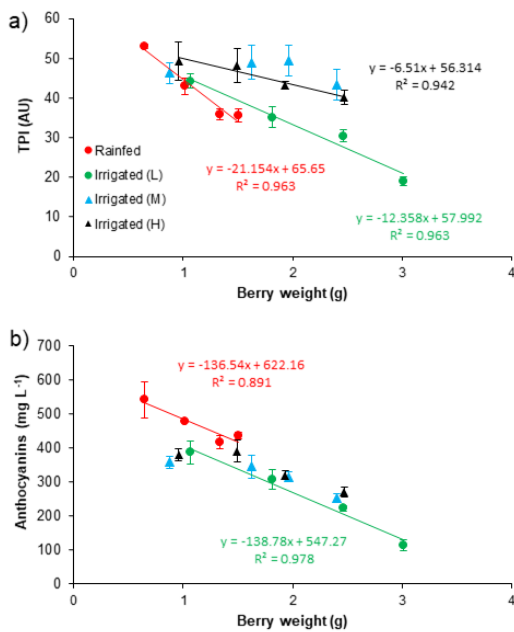 a)
60
50
40
30
20
10
0
TPI (AU)
y = -6.51x + 56.314
R² = 0.942
Rainfed
Irrigated (L)
Irrigated (M)
Irrigated (H)
y = -21.154x + 65.65
R² = 0.963
y = -12.358x + 57.992
R² = 0.963
0 1 2 3 4
Berry weight (g)
b)
700
600
500
400
300
200
100
0
Anthocyanins (mg L⁻¹)
y = -136.54x + 622.16
R² = 0.891
y = -138.78x + 547.27
R² = 0.978
0 1 2 3 4
Berry weight (g)